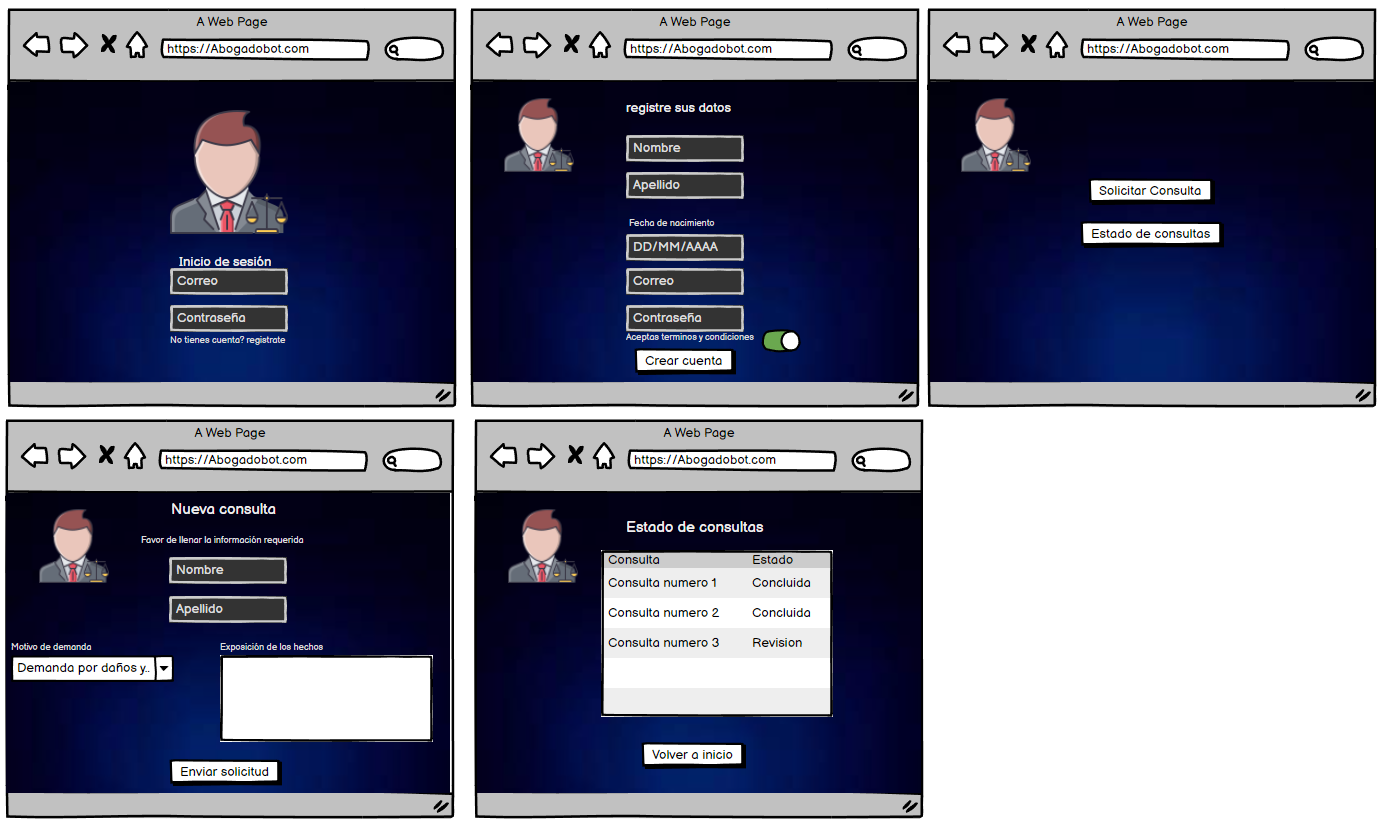 A Web Page
https://Abogadobot.com
Inicio de sesión
Correo
Contraseña
No tienes cuenta? registrate
A Web Page
https://Abogadobot.com
registre sus datos
Nombre
Apellido
Fecha de nacimiento
DD/MM/AAAA
Correo
Contraseña
Aceptas terminos y condiciones
Crear cuenta
A Web Page
https://Abogadobot.com
Solicitar Consulta
Estado de consultas
A Web Page
https://Abogadobot.com
Nueva consulta
Favor de llenar la información requerida
Nombre
Apellido
Motivo de demanda
Exposición de los hechos
Demanda por daños y..
Enviar solicitud
A Web Page
https://Abogadobot.com
Estado de consultas
Consulta Estado
Consulta numero 1 Concluida
Consulta numero 2 Concluida
Consulta numero 3 Revision
Volver a inicio